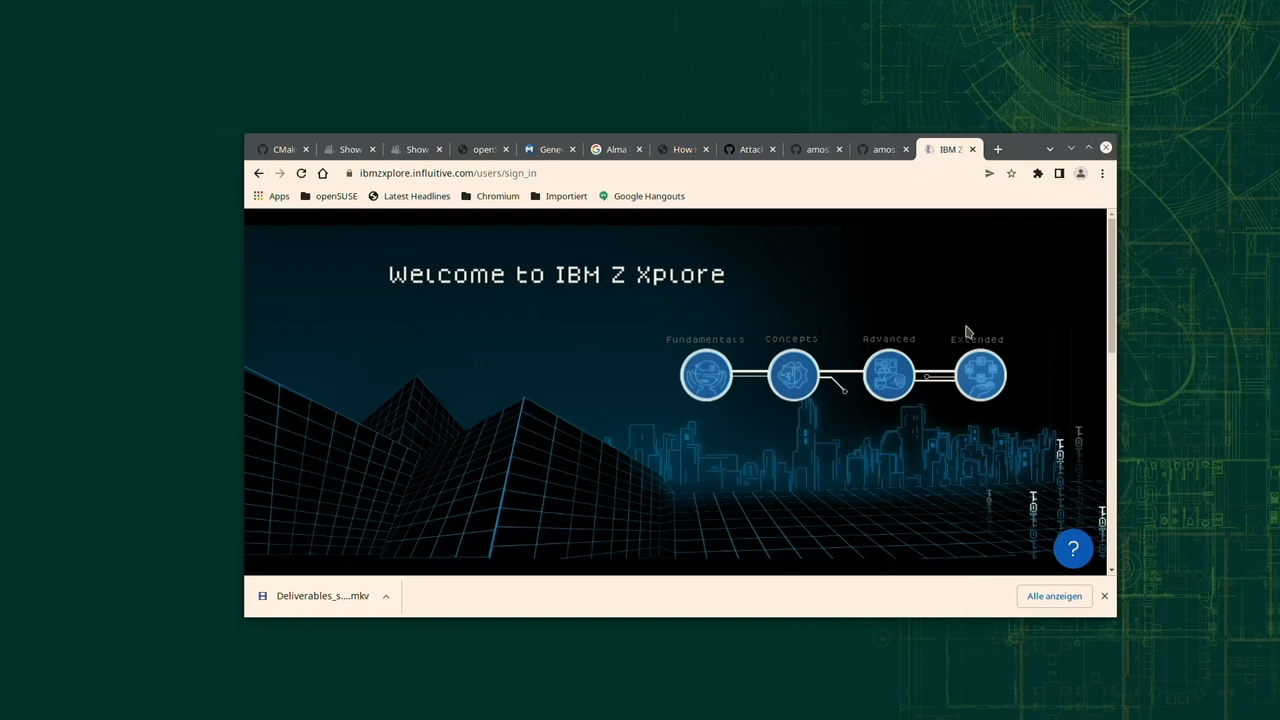 CMak
Show
Show
open
Gene
Alma
How t
Attac
amos
amos
IBM Z
ibmzxplore.influitive.com/users/sign_in
Apps openSUSE Latest Headlines Chromium Importiert Google Hangouts
Welcome to IBM Z Xplore
Fundamentals Concepts Advanced Extended
?
Deliverables_s....mkv
Alle anzeigen